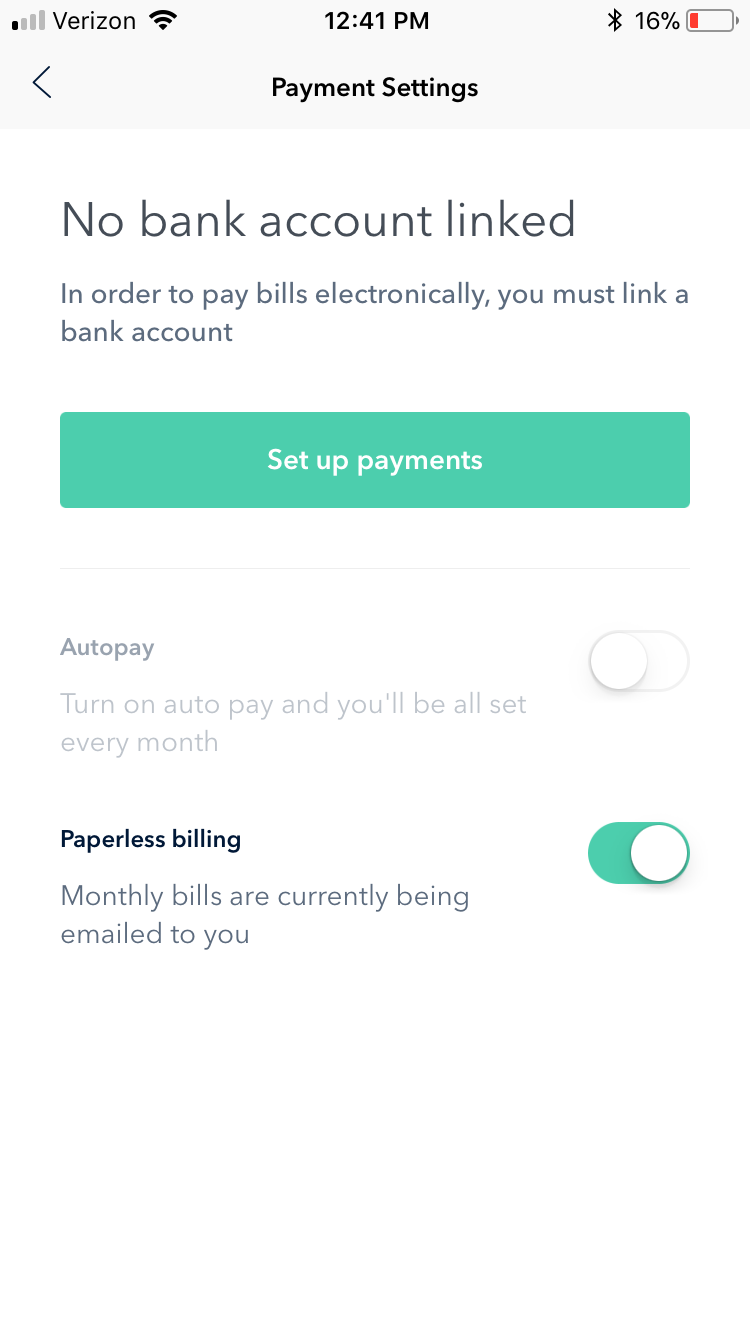 Verizon 12:41 PM 16%
Payment Settings
No bank account linked
In order to pay bills electronically, you must link a
bank account
Set up payments
Autopay
Turn on auto pay and you'll be all set
every month
Paperless billing
Monthly bills are currently being
emailed to you